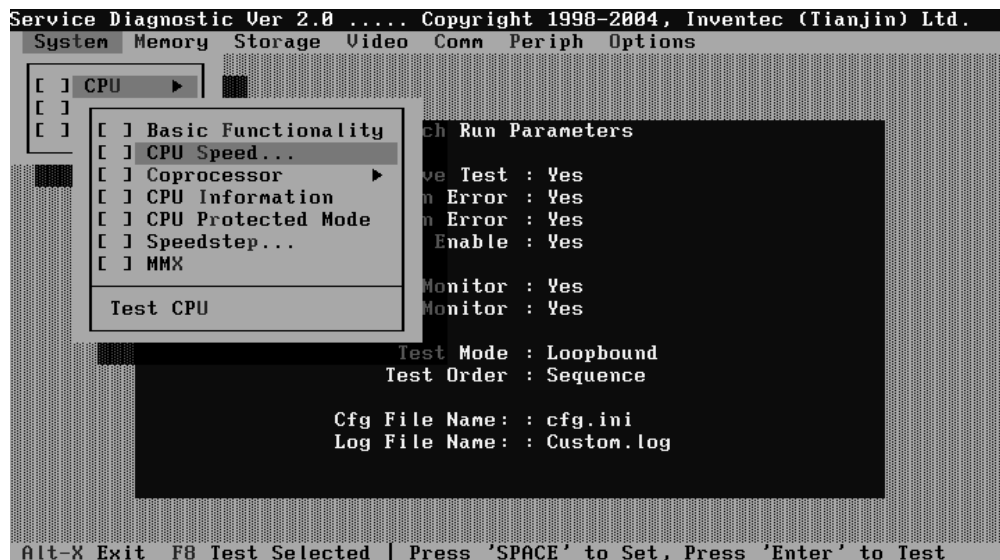 Service Diagnostic Ver 2.0 ..... Copyright 1998-2004, Inventec (Tianjin) Ltd.
System Memory Storage Video Comm Periph Options
[ ] CPU ►
[ ]
[ ]
[ ] Basic Functionality
[ ] CPU Speed...
[ ] Coprocessor ►
[ ] CPU Information
[ ] CPU Protected Mode
[ ] Speedstep...
[ ] MMX
Test CPU
ch Run Parameters
ve Test : Yes
n Error : Yes
n Error : Yes
Enable : Yes
Monitor : Yes
Monitor : Yes
Test Mode : Loopbound
Test Order : Sequence
Cfg File Name: : cfg.ini
Log File Name: : Custom.log
Alt-X Exit F8 Test Selected | Press 'SPACE' to Set, Press 'Enter' to Test